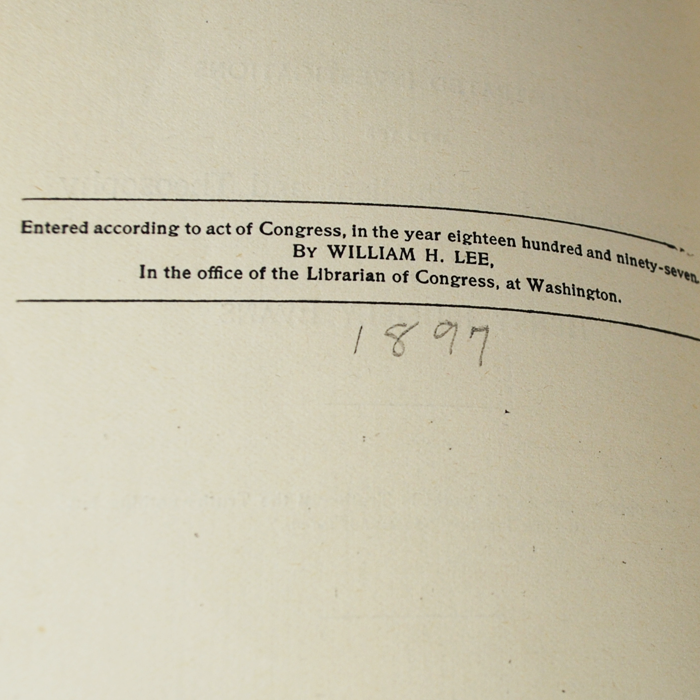 Entered according to act of Congress, in the year eighteen hundred and ninety-seven,
By WILLIAM H. LEE,
In the office of the Librarian of Congress, at Washington.
1897